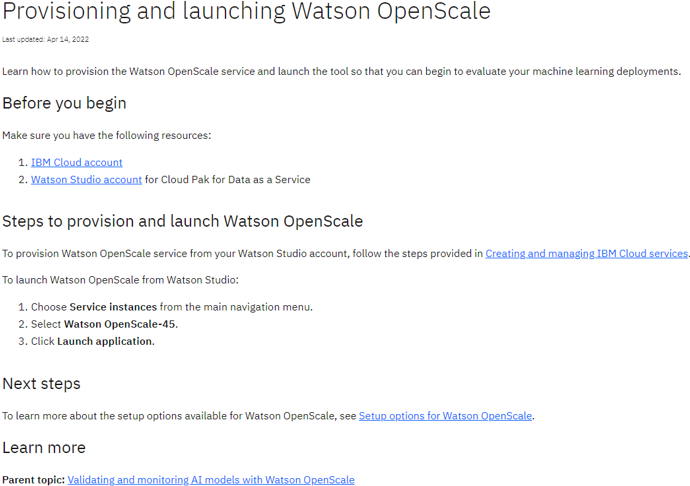 Provisioning and launching Watson OpenScale
Last updated: Apr 14, 2022
Learn how to provision the Watson OpenScale service and launch the tool so that you can begin to evaluate your machine learning deployments.
Before you begin
Make sure you have the following resources:
1. IBM Cloud account
2. Watson Studio account for Cloud Pak for Data as a Service
Steps to provision and launch Watson OpenScale
To provision Watson OpenScale service from your Watson Studio account, follow the steps provided in Creating and managing IBM Cloud services.
To launch Watson OpenScale from Watson Studio:
1. Choose Service instances from the main navigation menu.
2. Select Watson OpenScale-45.
3. Click Launch application.
Next steps
To learn more about the setup options available for Watson OpenScale, see Setup options for Watson OpenScale.
Learn more
Parent topic: Validating and monitoring AI models with Watson OpenScale